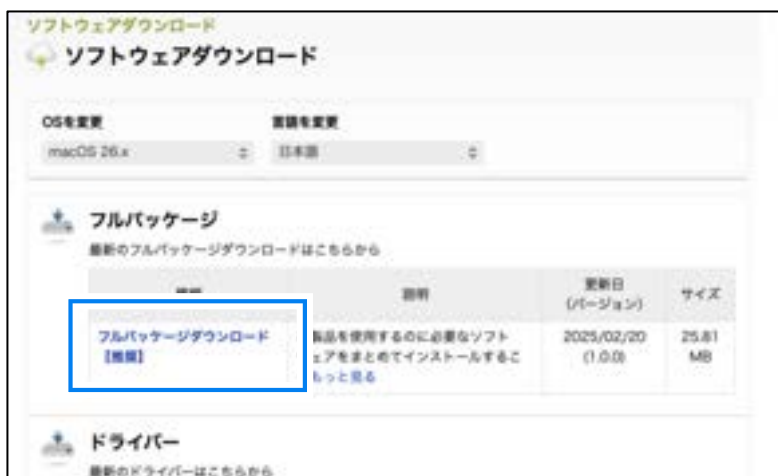 ソフトウェアダウンロード
ソフトウェアダウンロード
OSを変更
言語を変更
macOS 26.x
日本語
フルパッケージ
最新のフルパッケージダウンロードはこちらから
説明
更新日
(バージョン)
サイズ
フルパッケージダウンロード
【推奨】
製品を使用するのに必要なソフト
ェアをまとめてインストールするこ
もっと見る
2025/02/20
(1.0.0)
25.81
MB
ドライバー
最新のドライバーはこちらから